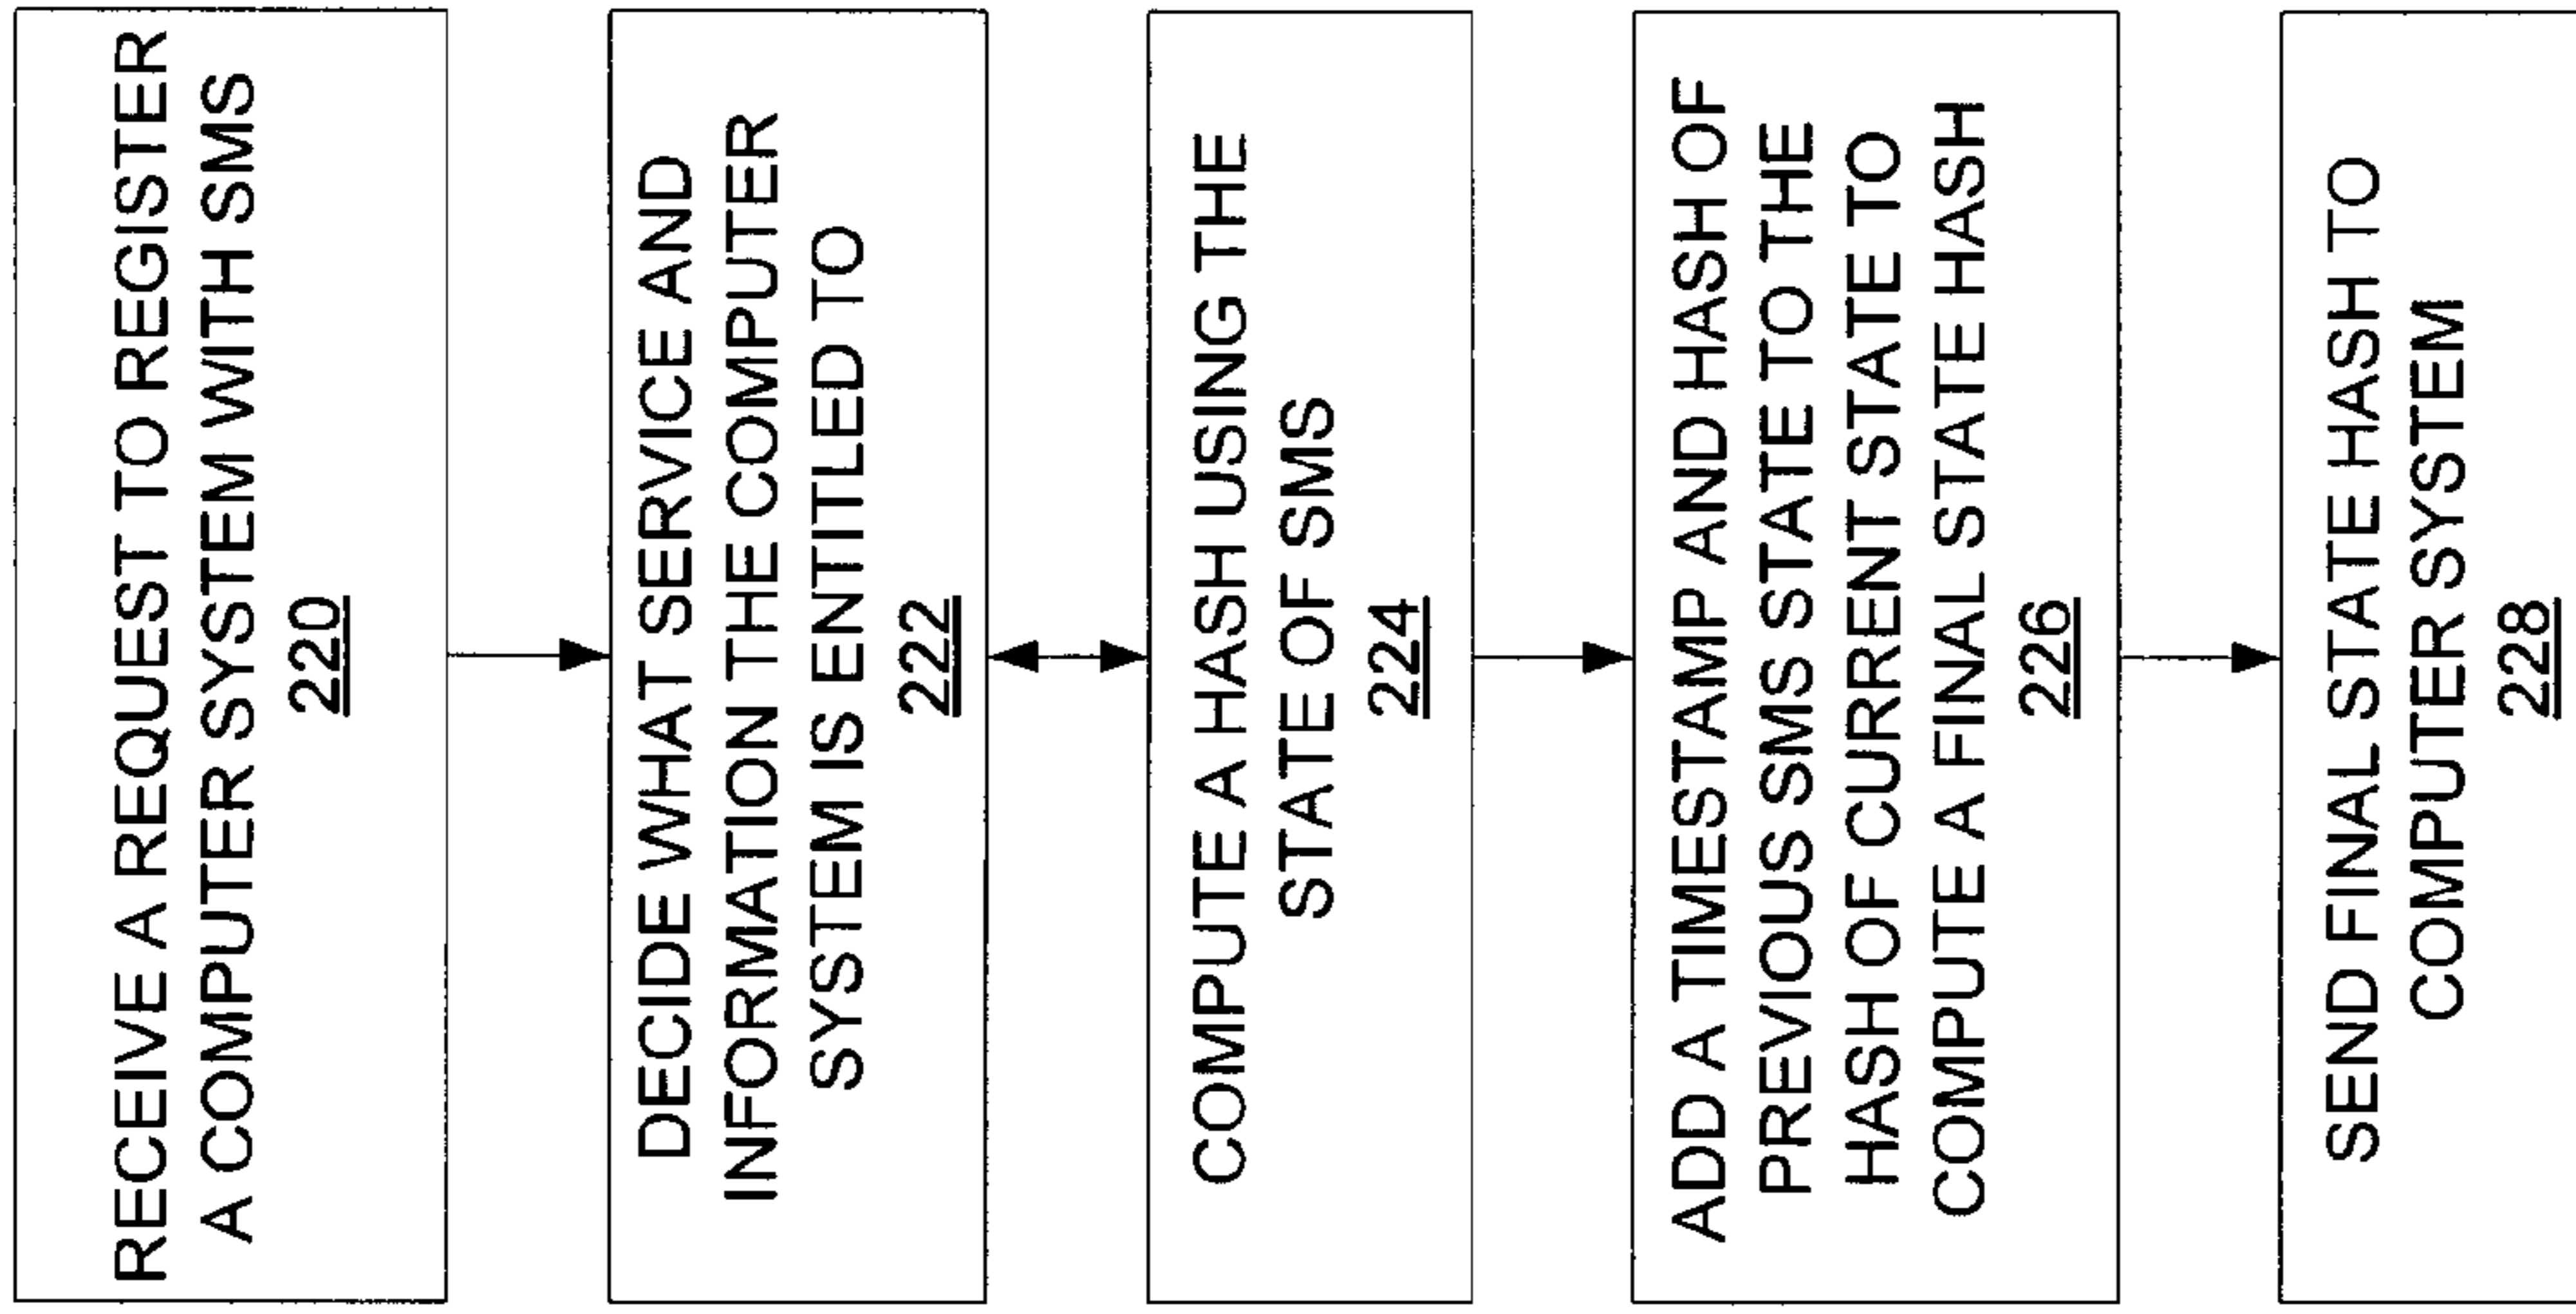 RECEIVE A REQUEST TO REGISTER
A COMPUTER SYSTEM WITH SMS
220
DECIDE WHAT SERVICE AND
INFORMATION THE COMPUTER
SYSTEM IS ENTITLED TO
222
COMPUTE A HASH USING THE
STATE OF SMS
224
ADD A TIMESTAMP AND HASH OF
PREVIOUS SMS STATE TO THE
HASH OF CURRENT STATE TO
COMPUTE A FINAL STATE HASH
226
SEND FINAL STATE HASH TO
COMPUTER SYSTEM
228